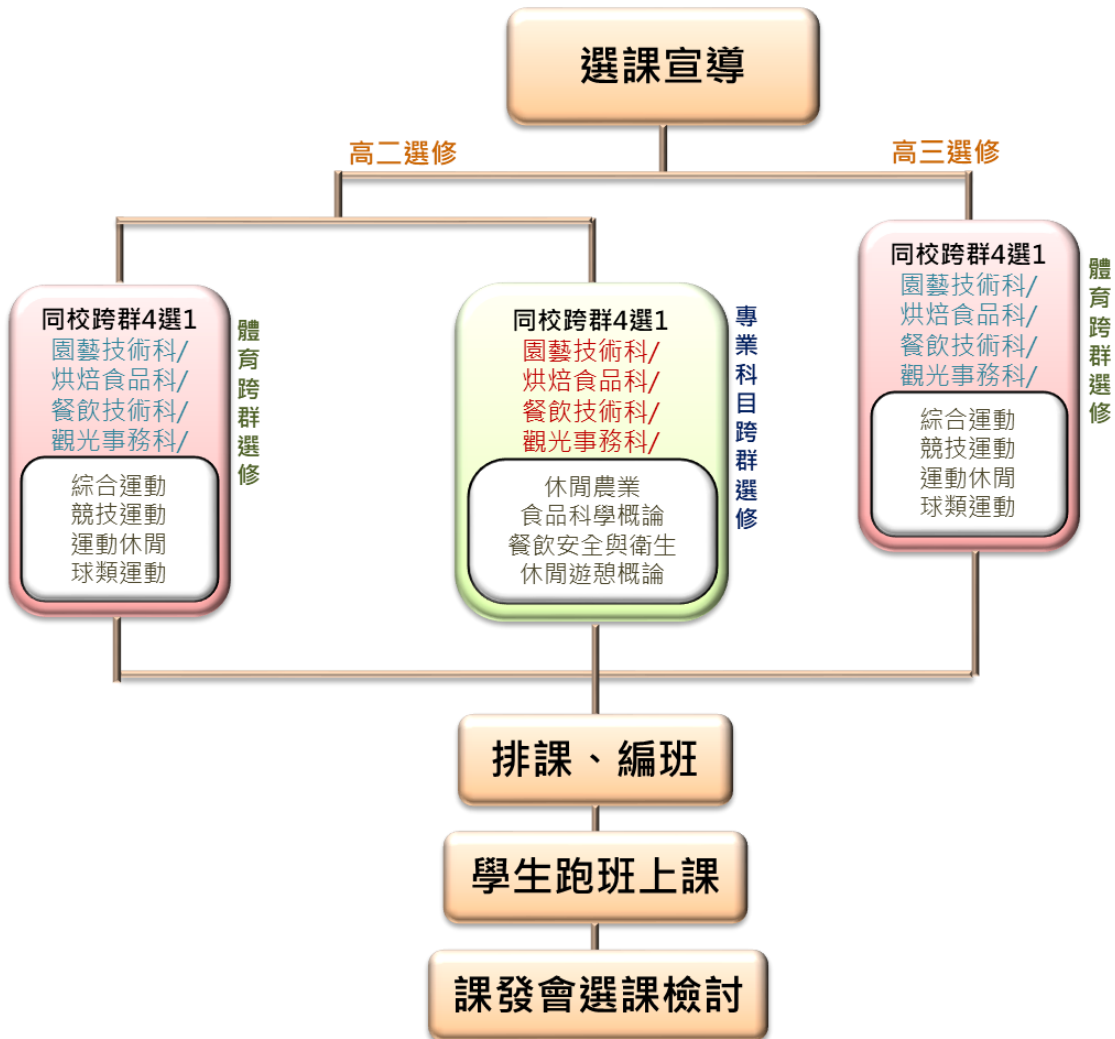 選課宣導
高二選修
高三選修
同校跨群4選1
園藝技術科/
烘焙食品科/
餐飲技術科/
觀光事務科/
綜合運動
競技運動
運動休閒
球類運動
體育跨群選修
同校跨群4選1
園藝技術科/
烘焙食品科/
餐飲技術科/
觀光事務科/
休閒農業
食品科學概論
餐飲安全與衛生
休閒遊憩概論
專業科目跨群選修
同校跨群4選1
園藝技術科/
烘焙食品科/
餐飲技術科/
觀光事務科/
綜合運動
競技運動
運動休閒
球類運動
體育跨群選修
排課、編班
學生跑班上課
課發會選課檢討